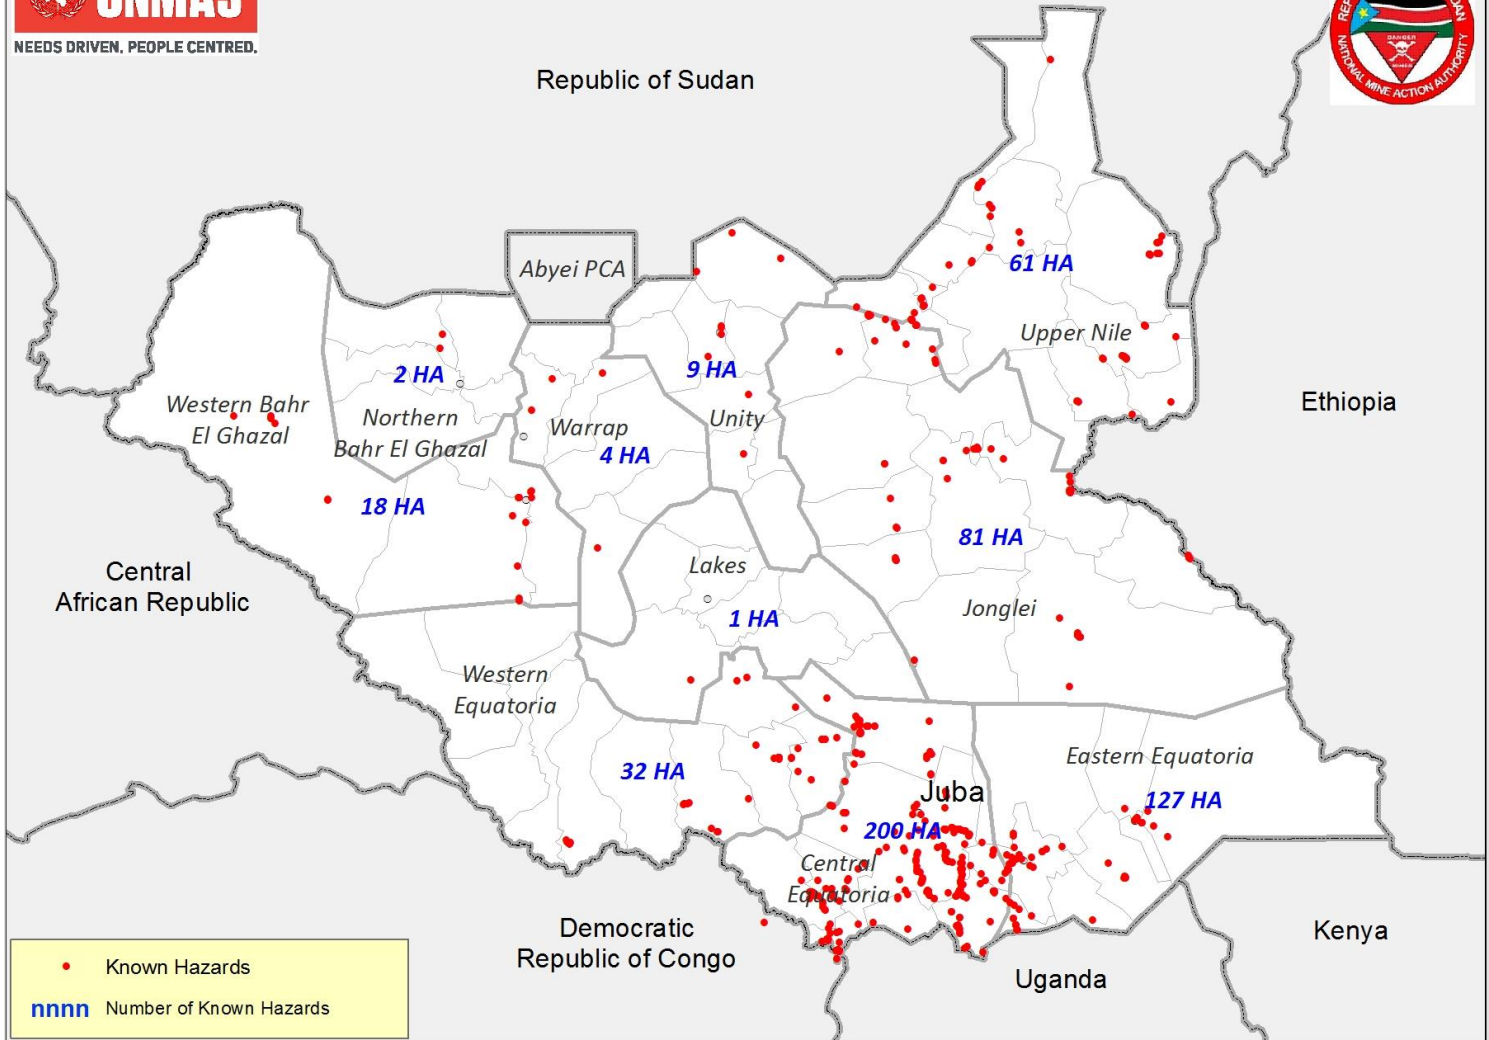 UNMAS
NEEDS DRIVEN. PEOPLE CENTRED.
DAN
DANGER
NATIONAL MINE ACTION AUTHORITY
Republic of Sudan
Abyei PCA
61 HA
Upper Nile
Ethiopia
2 HA
9 HA
Western Bahr
El Ghazal
Northern
Bahr El Ghazal
Warrap
4 HA
Unity
18 HA
81 HA
Central
African Republic
Lakes
1 HA
Jonglei
Western
Equatoria
32 HA
Eastern Equatoria
127 HA
Juba
200 HA
Central
Equatoria
Democratic
Republic of Congo
Kenya
Uganda
Known Hazards
nnnn Number of Known Hazards